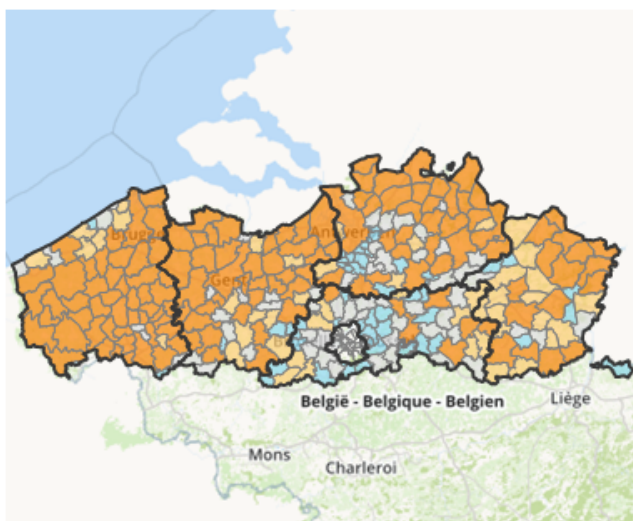 Brugge
Antwerpen
Gent
België - Belgique - Belgien
Liège
Mons
Charleroi